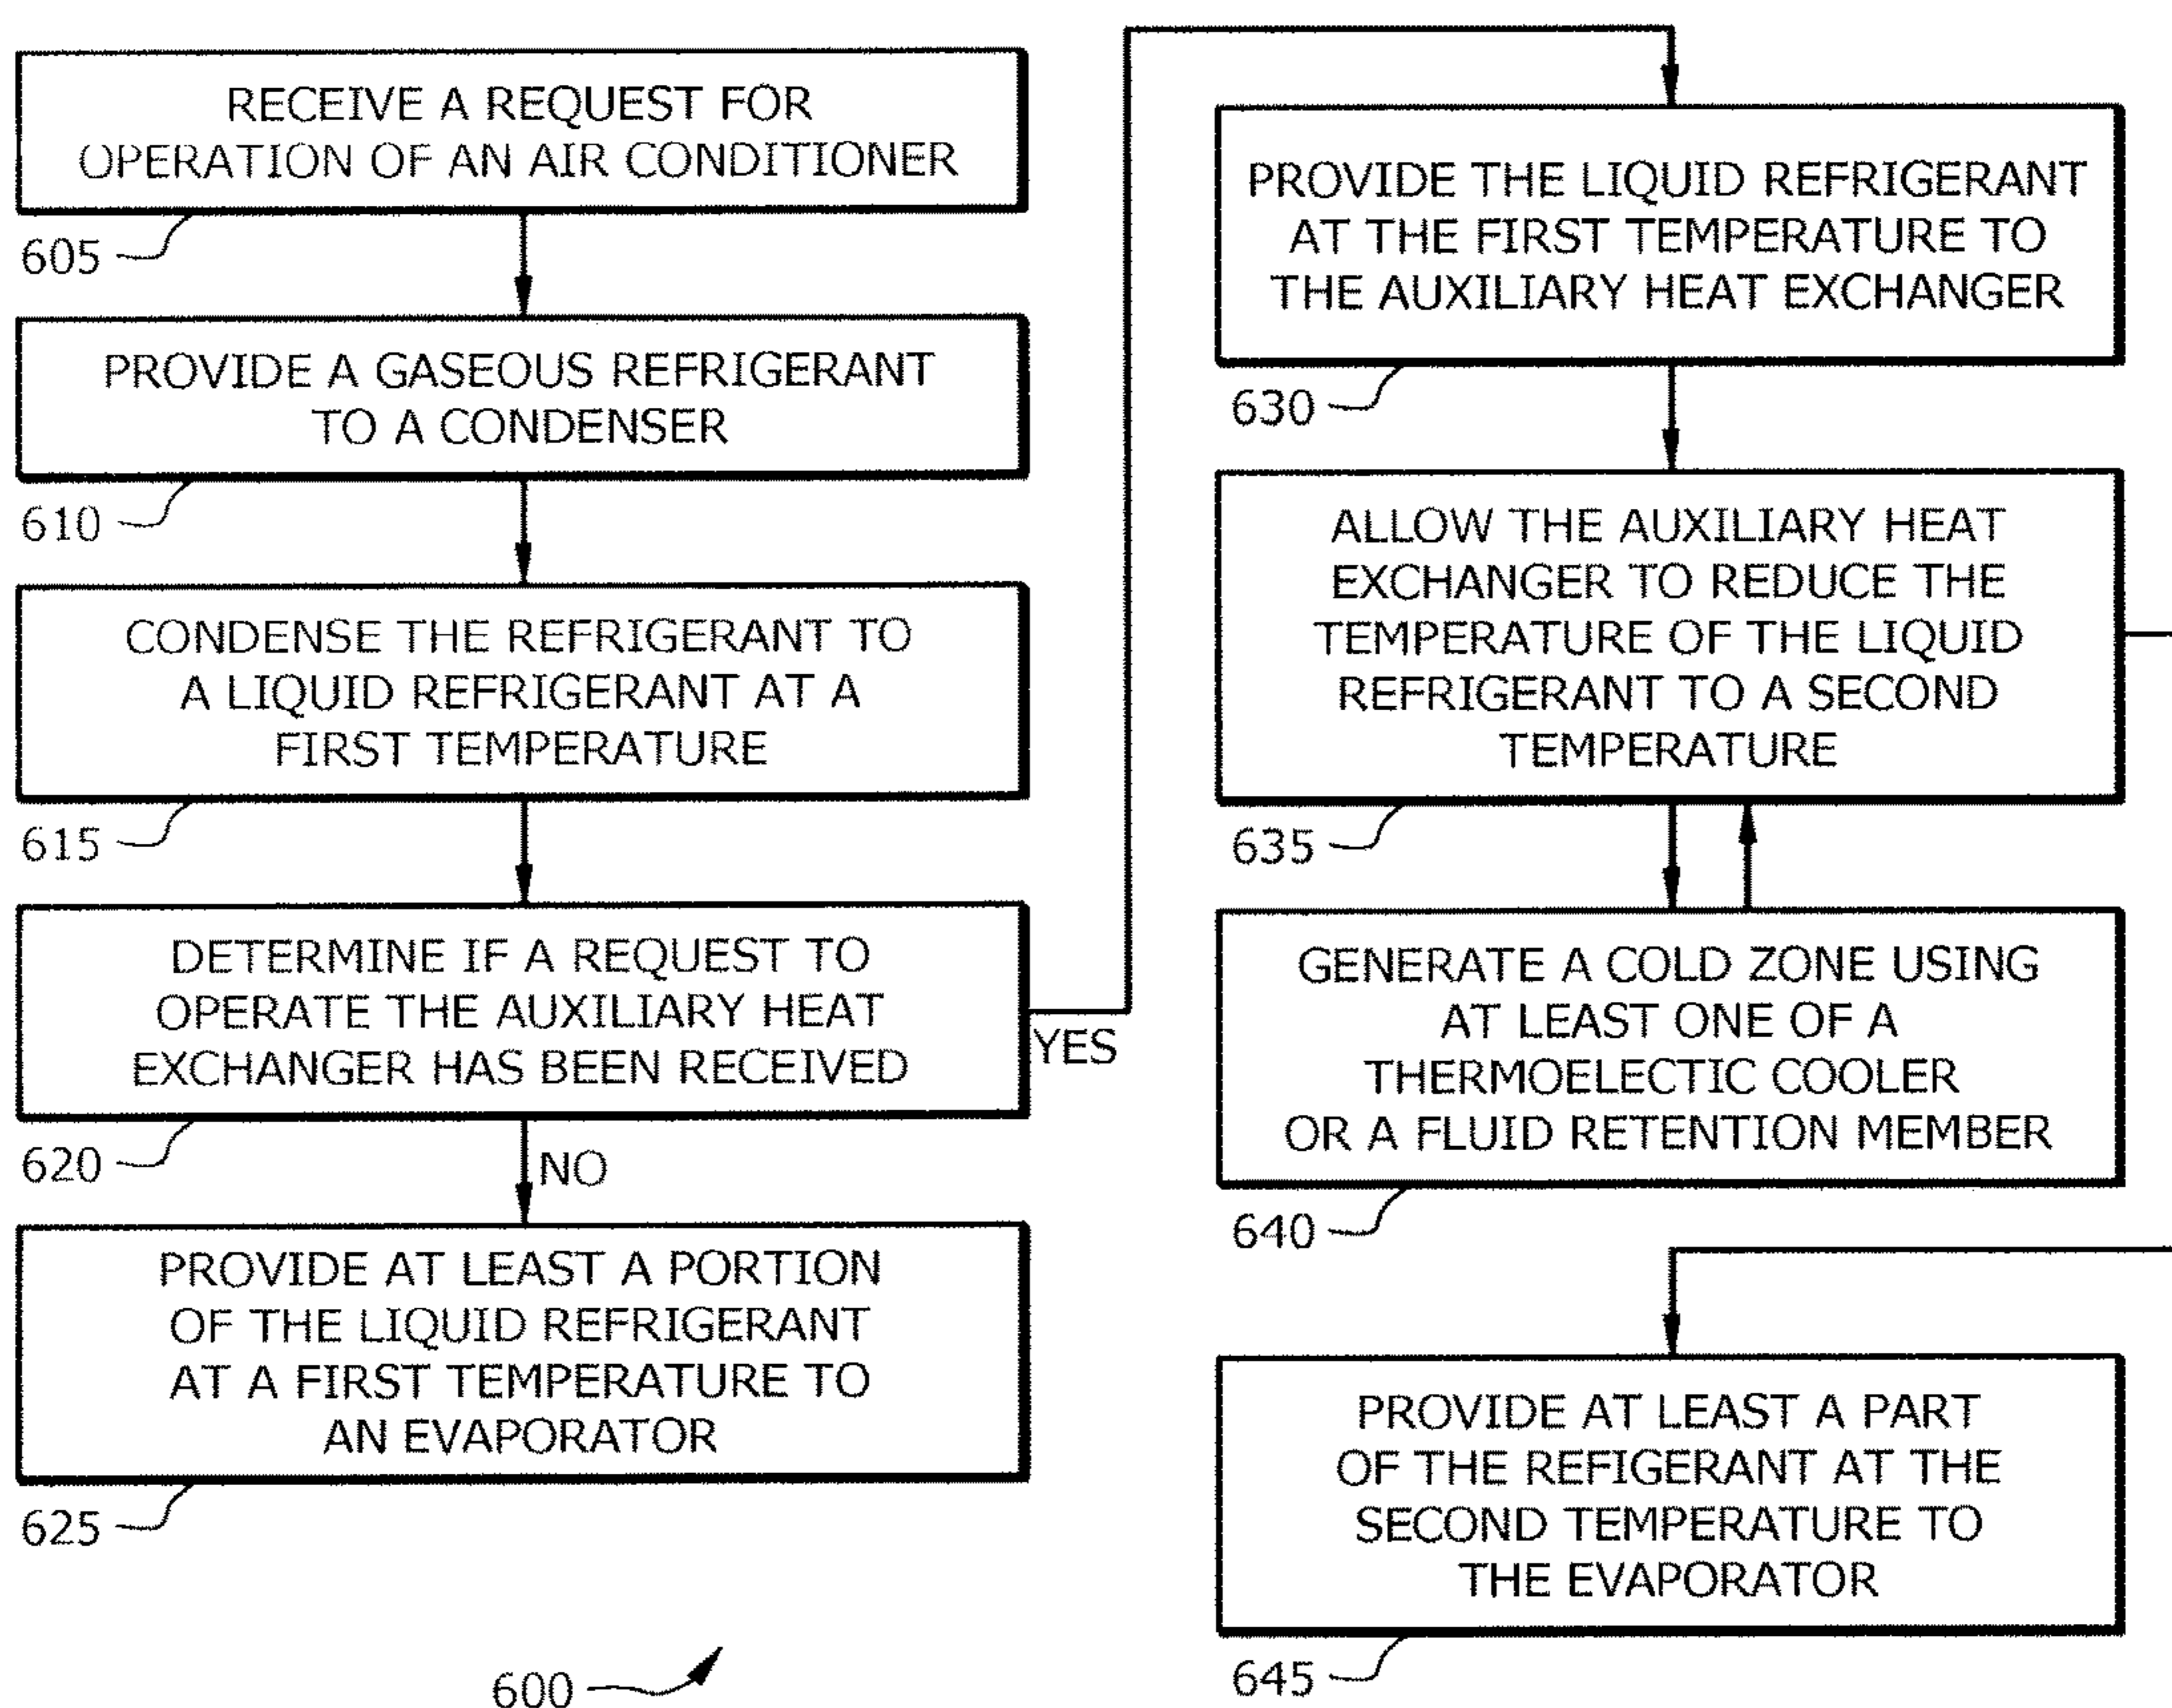 RECEIVE A REQUEST FOR
OPERATION OF AN AIR CONDITIONER
605
PROVIDE A GASEOUS REFRIGERANT
TO A CONDENSER
610
CONDENSE THE REFRIGERANT TO
A LIQUID REFRIGERANT AT A
FIRST TEMPERATURE
615
DETERMINE IF A REQUEST TO
OPERATE THE AUXILIARY HEAT
EXCHANGER HAS BEEN RECEIVED
YES
620
NO
PROVIDE AT LEAST A PORTION
OF THE LIQUID REFRIGERANT
AT A FIRST TEMPERATURE TO
AN EVAPORATOR
625
PROVIDE THE LIQUID REFRIGERANT
AT THE FIRST TEMPERATURE TO
THE AUXILIARY HEAT EXCHANGER
630
ALLOW THE AUXILIARY HEAT
EXCHANGER TO REDUCE THE
TEMPERATURE OF THE LIQUID
REFRIGERANT TO A SECOND
TEMPERATURE
635
GENERATE A COLD ZONE USING
AT LEAST ONE OF A
THERMOELECTIC COOLER
OR A FLUID RETENTION MEMBER
640
PROVIDE AT LEAST A PART
OF THE REFIGERANT AT THE
SECOND TEMPERATURE TO
THE EVAPORATOR
645
600